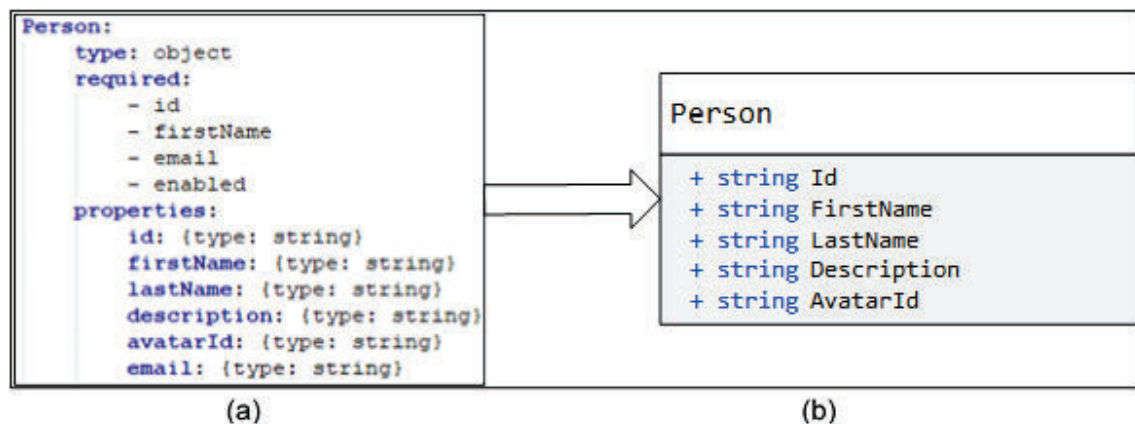 Person:
type: object
required:
- id
- firstName
- email
- enabled
properties:
id: {type: string}
firstName: {type: string}
lastName: {type: string}
description: {type: string}
avatarId: {type: string}
email: {type: string}
(a)
Person
+ string Id
+ string FirstName
+ string LastName
+ string Description
+ string AvatarId
(b)